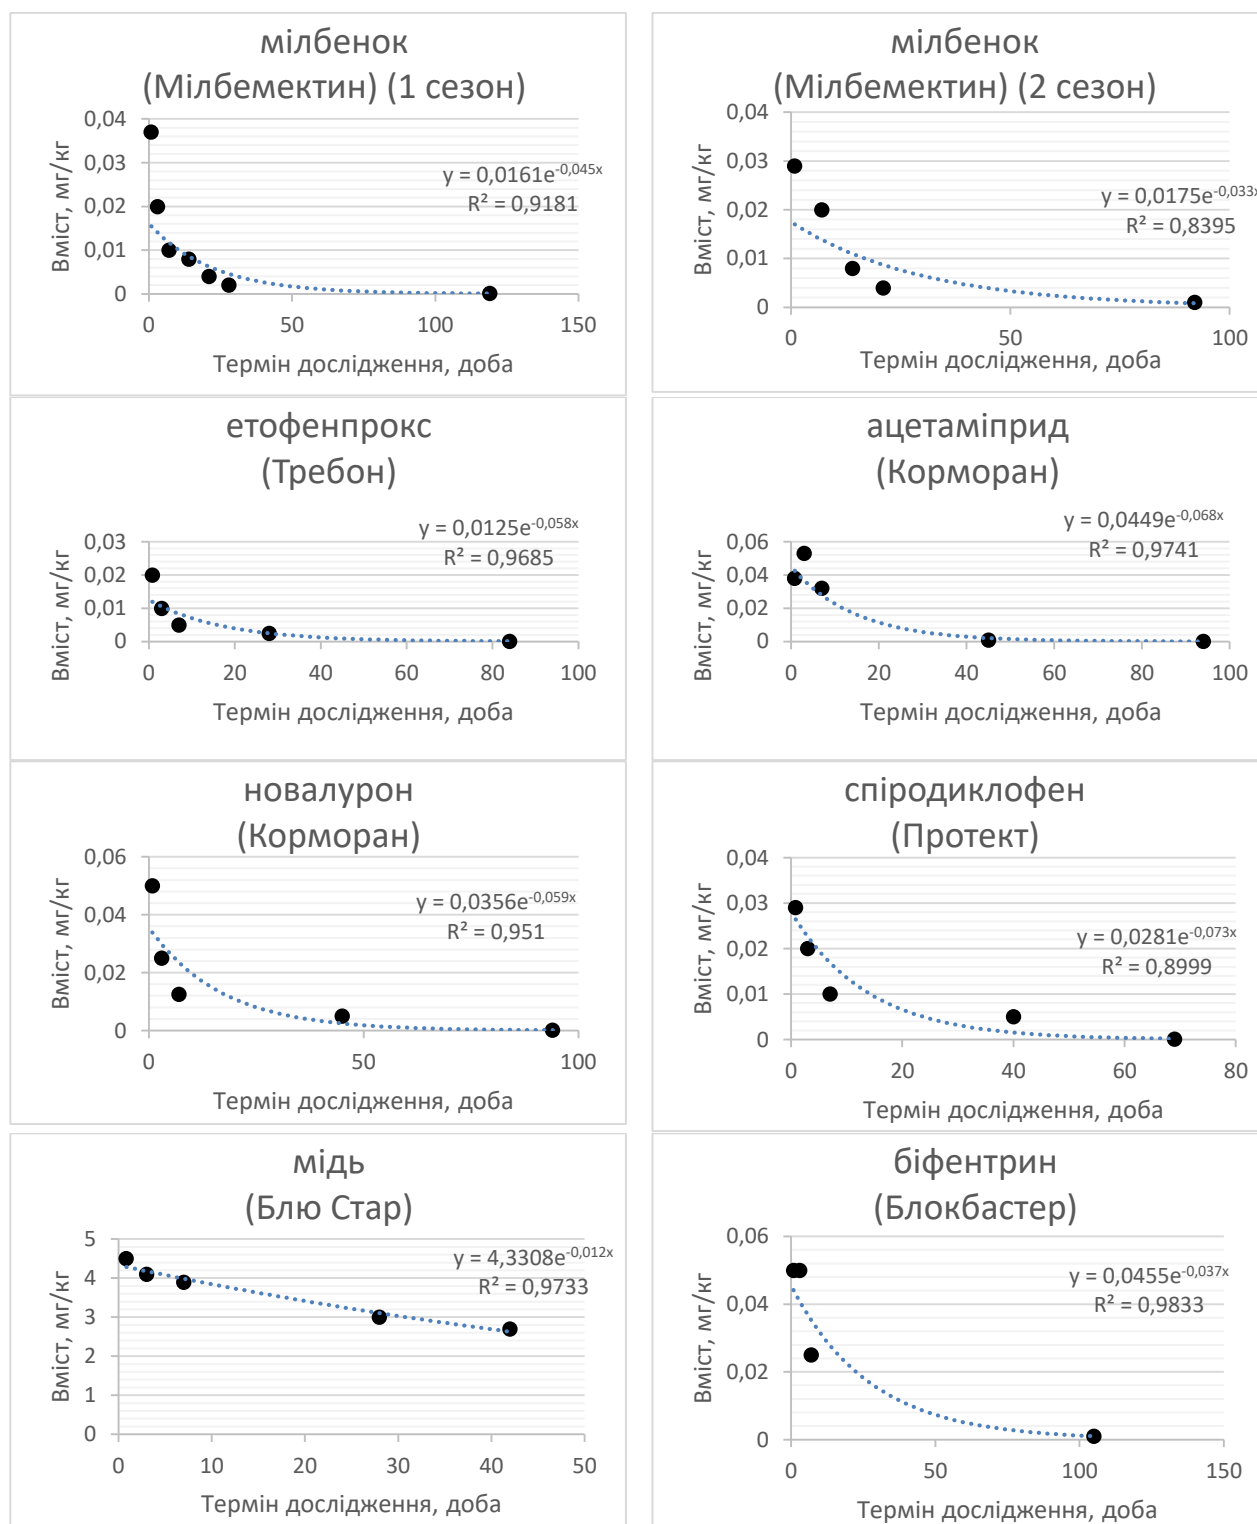 мілбенок
(Мілбемектин) (1 сезон)
0,04
0,03
0,02
0,01
0
Вміст, мг/кг
y = 0,0161e^-0,045x
R² = 0,9181
0 50 100 150
Термін дослідження, доба
мілбенок
(Мілбемектин) (2 сезон)
0,04
0,03
0,02
0,01
0
Вміст, мг/кг
y = 0,0175e^-0,033x
R² = 0,8395
0 50 100
Термін дослідження, доба
етофенпрокс
(Требон)
0,03
0,02
0,01
0
Вміст, мг/кг
y = 0,0125e^-0,058x
R² = 0,9685
0 20 40 60 80 100
Термін дослідження, доба
ацетаміприд
(Корморан)
0,06
0,04
0,02
0
Вміст, мг/кг
y = 0,0449e^-0,068x
R² = 0,9741
0 20 40 60 80 100
Термін дослідження, доба
новалурон
(Корморан)
0,06
0,04
0,02
0
Вміст, мг/кг
y = 0,0356e^-0,059x
R² = 0,951
0 50 100
Термін дослідження, доба
спіродиклофен
(Протект)
0,04
0,03
0,02
0,01
0
Вміст, мг/кг
y = 0,0281e^-0,073x
R² = 0,8999
0 20 40 60 80
Термін дослідження, доба
мідь
(Блю Стар)
5
4
3
2
1
0
Вміст, мг/кг
y = 4,3308e^-0,012x
R² = 0,9733
0 10 20 30 40 50
Термін дослідження, доба
біфентрин
(Блокбастер)
0,06
0,04
0,02
0
Вміст, мг/кг
y = 0,0455e^-0,037x
R² = 0,9833
0 50 100 150
Термін дослідження, доба